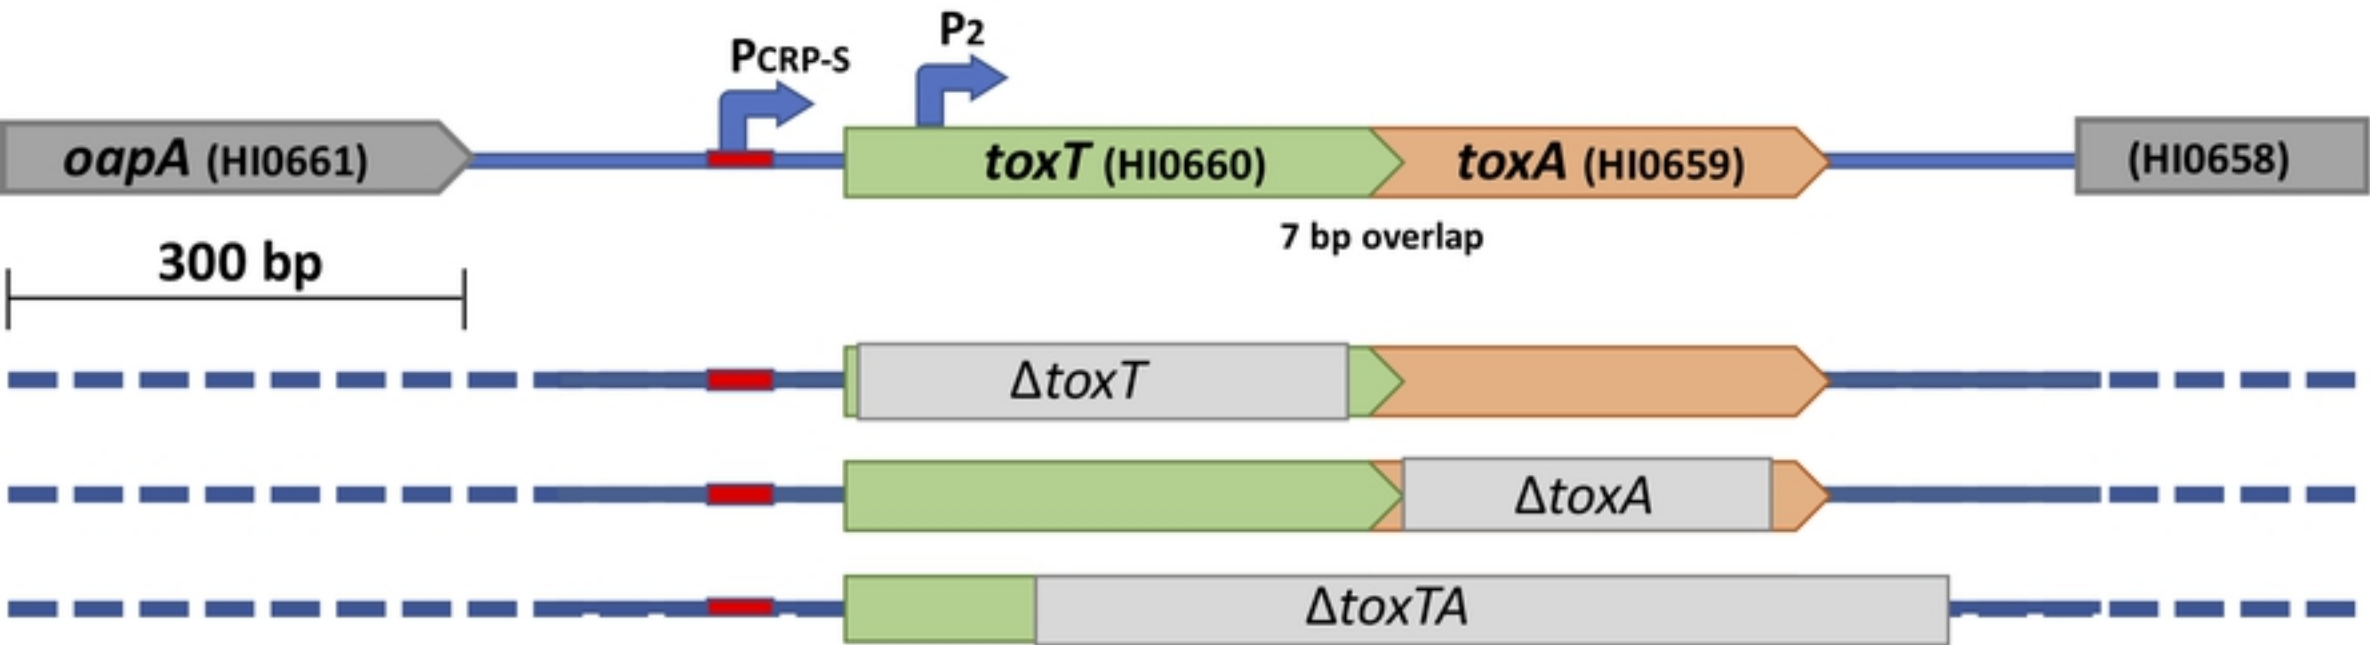 P2
PCRP-S
oapA (HI0661)
toxT (HI0660)
toxA (HI0659)
(HI0658)
7 bp overlap
300 bp
ΔtoxT
ΔtoxA
ΔtoxTA